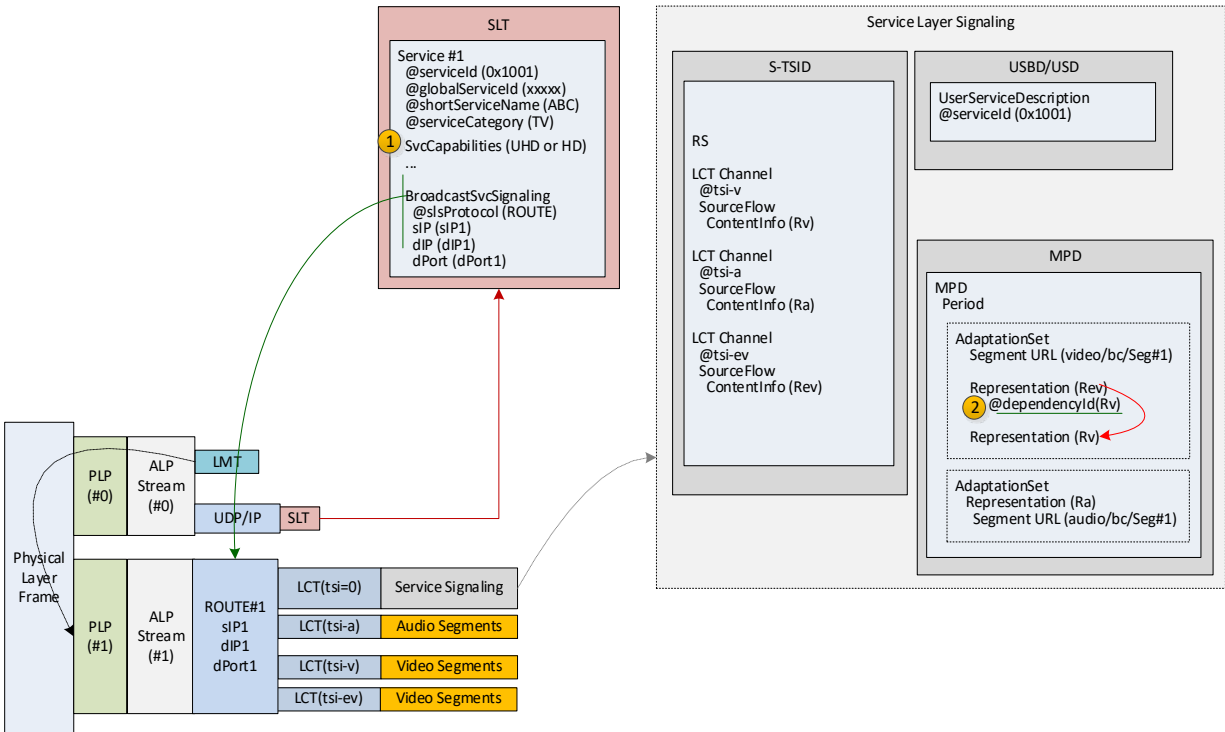 SLT
Service #1
@serviceId (0x1001)
@globalServiceId (xxxxx)
@shortServiceName (ABC)
@serviceCategory (TV)
1
SvcCapabilities (UHD or HD)
...
BroadcastSvcSignaling
@slsProtocol (ROUTE)
sIP (sIP1)
dIP (dIP1)
dPort (dPort1)
Service Layer Signaling
S-TSID
RS
LCT Channel
@tsi-v
SourceFlow
ContentInfo (Rv)
LCT Channel
@tsi-a
SourceFlow
ContentInfo (Ra)
LCT Channel
@tsi-ev
SourceFlow
ContentInfo (Rev)
USBD/USD
UserServiceDescription
@serviceId (0x1001)
MPD
MPD
Period
AdaptationSet
Segment URL (video/bc/Seg#1)
Representation (Rev)
2 @dependencyId(Rv)
Representation (Rv)
AdaptationSet
Representation (Ra)
Segment URL (audio/bc/Seg#1)
Physical
Layer
Frame
PLP
(#0)
ALP
Stream
(#0)
LMT
UDP/IP
SLT
PLP
(#1)
ALP
Stream
(#1)
ROUTE#1
sIP1
dIP1
dPort1
LCT(tsi=0)
Service Signaling
LCT(tsi-a)
Audio Segments
LCT(tsi-v)
Video Segments
LCT(tsi-ev)
Video Segments